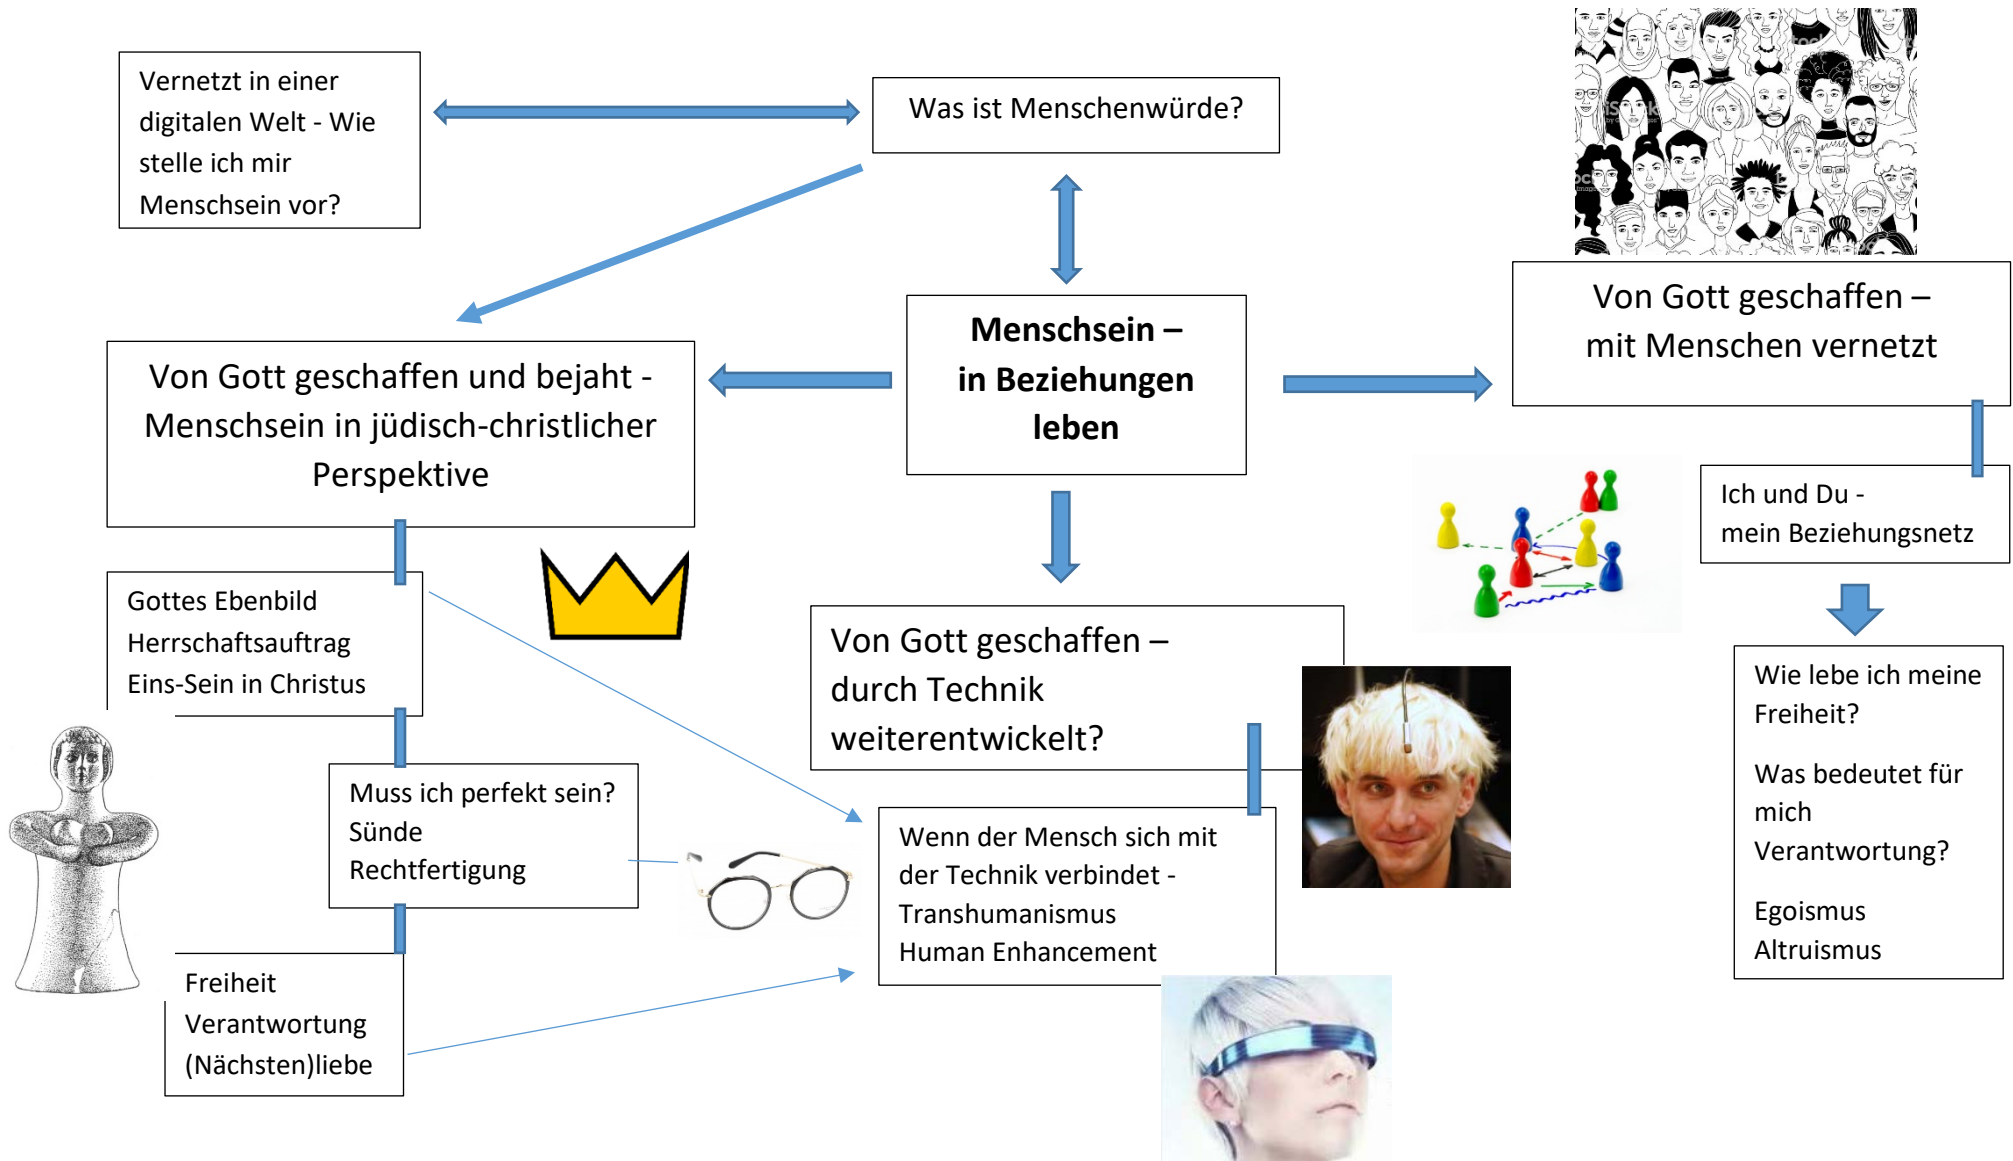 Vernetzt in einer
digitalen Welt - Wie
stelle ich mir
Menschsein vor?
Was ist Menschenwürde?
Von Gott geschaffen –
mit Menschen vernetzt
Menschsein –
in Beziehungen
leben
Von Gott geschaffen und bejaht -
Menschsein in jüdisch-christlicher
Perspektive
Ich und Du -
mein Beziehungsnetz
Gottes Ebenbild
Herrschaftsauftrag
Eins-Sein in Christus
Von Gott geschaffen –
durch Technik
weiterentwickelt?
Wie lebe ich meine
Freiheit?
Was bedeutet für
mich
Verantwortung?
Egoismus
Altruismus
Muss ich perfekt sein?
Sünde
Rechtfertigung
Wenn der Mensch sich mit
der Technik verbindet -
Transhumanismus
Human Enhancement
Freiheit
Verantwortung
(Nächsten)liebe